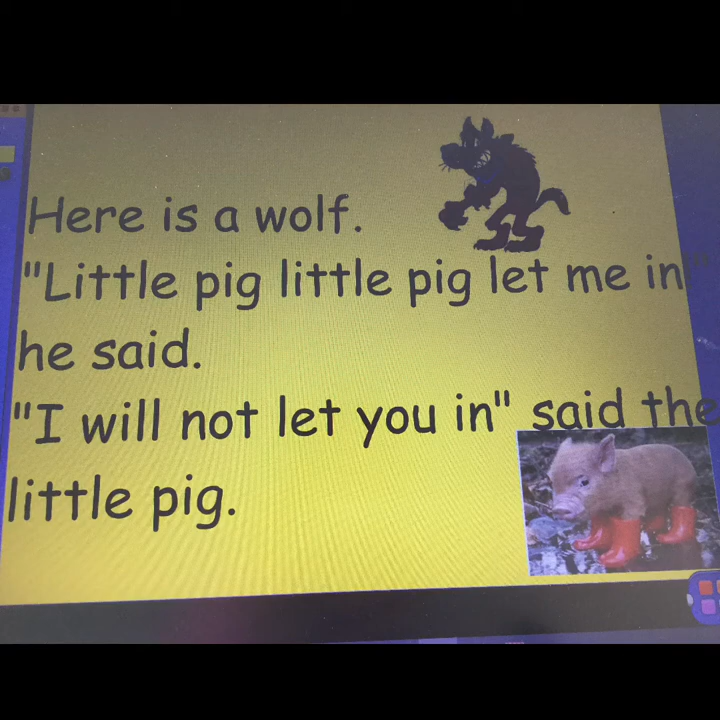 Here is a wolf.
"Little pig little pig let me in"
he said.
"I will not let you in" said the
little pig.